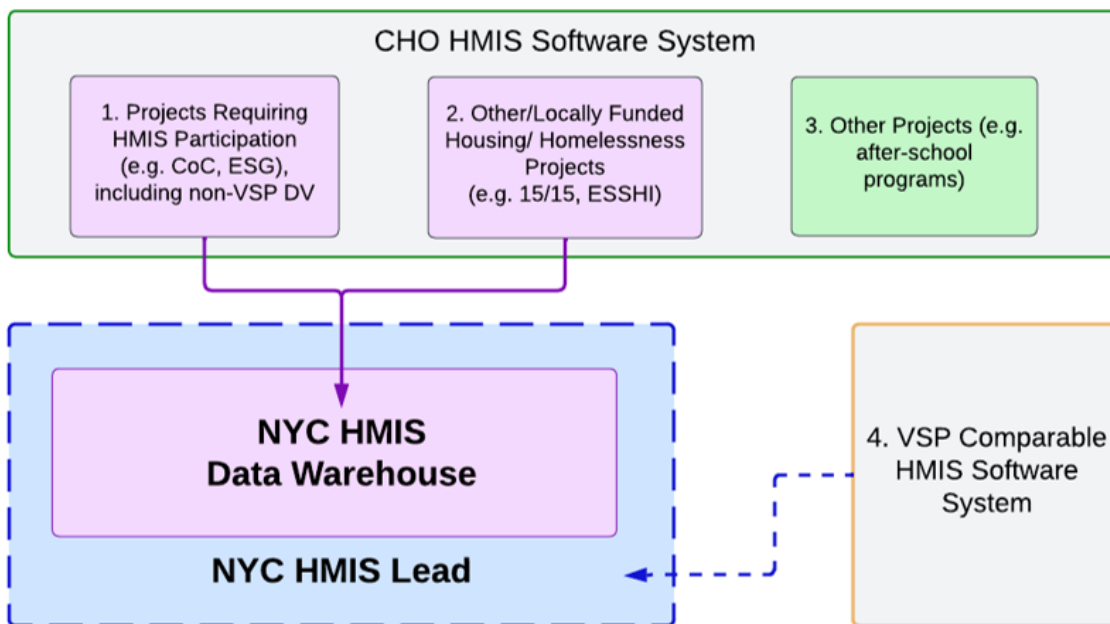 CHO HMIS Software System
1. Projects Requiring
HMIS Participation
(e.g. CoC, ESG),
including non-VSP DV
2. Other/Locally Funded
Housing/ Homelessness
Projects
(e.g. 15/15, ESSHI)
3. Other Projects (e.g.
after-school
programs)
NYC HMIS
Data Warehouse
NYC HMIS Lead
4. VSP Comparable
HMIS Software
System